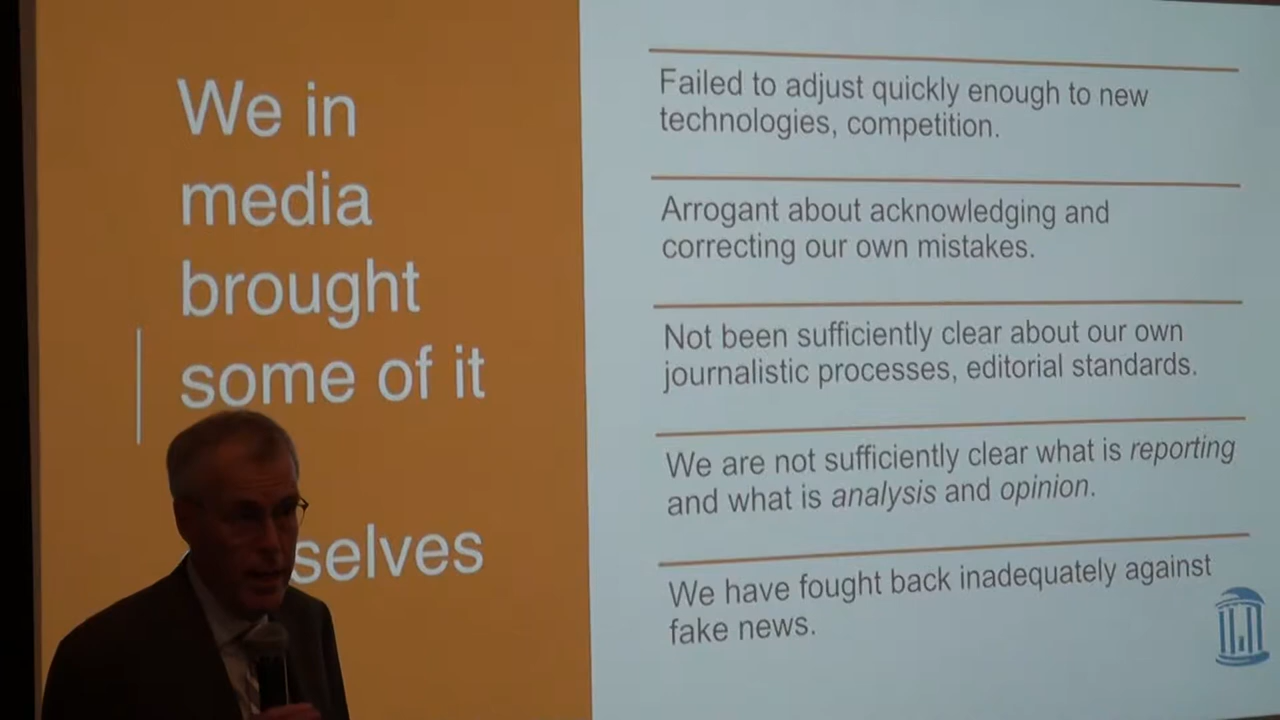 We in
media
brought
some of it
selves
Failed to adjust quickly enough to new
technologies, competition.
Arrogant about acknowledging and
correcting our own mistakes.
Not been sufficiently clear about our own
journalistic processes, editorial standards.
We are not sufficiently clear what is reporting
and what is analysis and opinion.
We have fought back inadequately against
fake news.